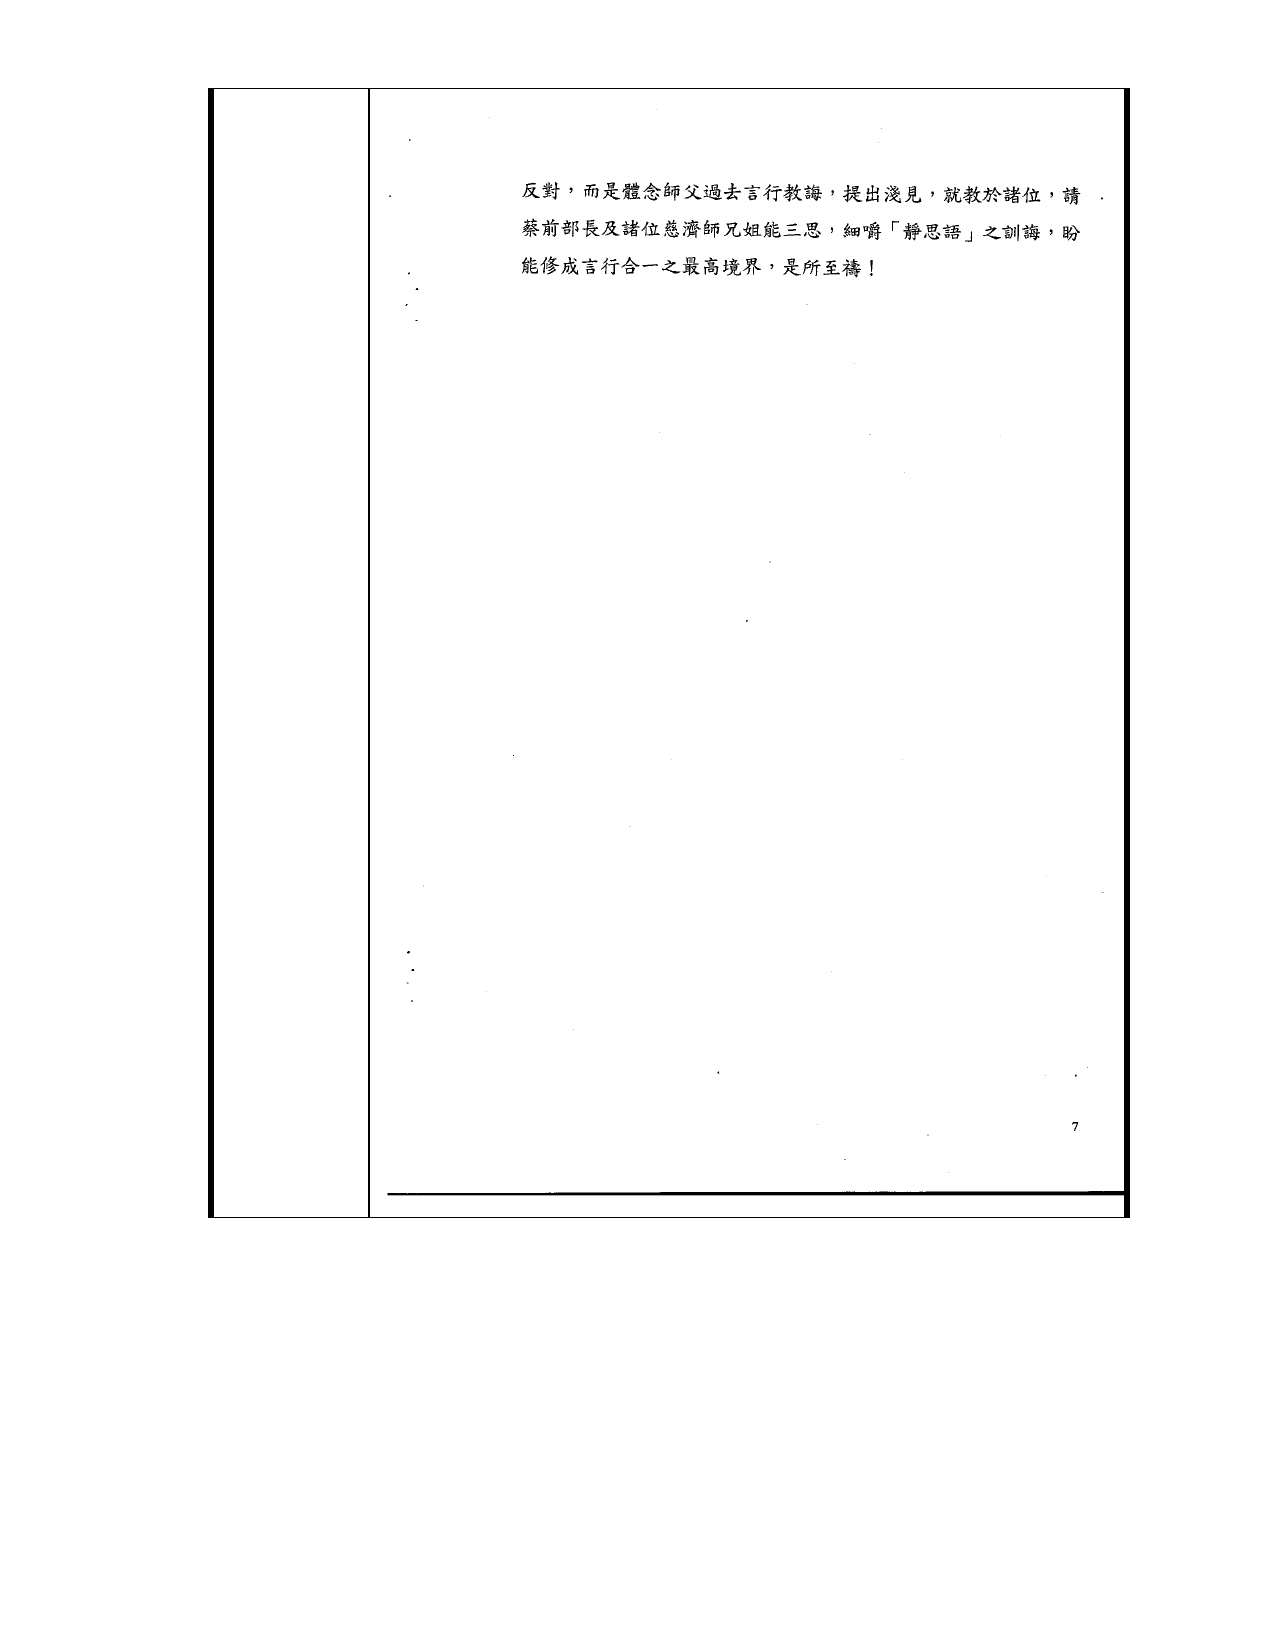 反對，而是體念師父過去言行教誨，提出淺見，就教於諸位，請
蔡前部長及諸位慈濟師兄姐能三思，細嚼「靜思語」之訓誨，盼
能修成言行合一之最高境界，是所至禱！
7